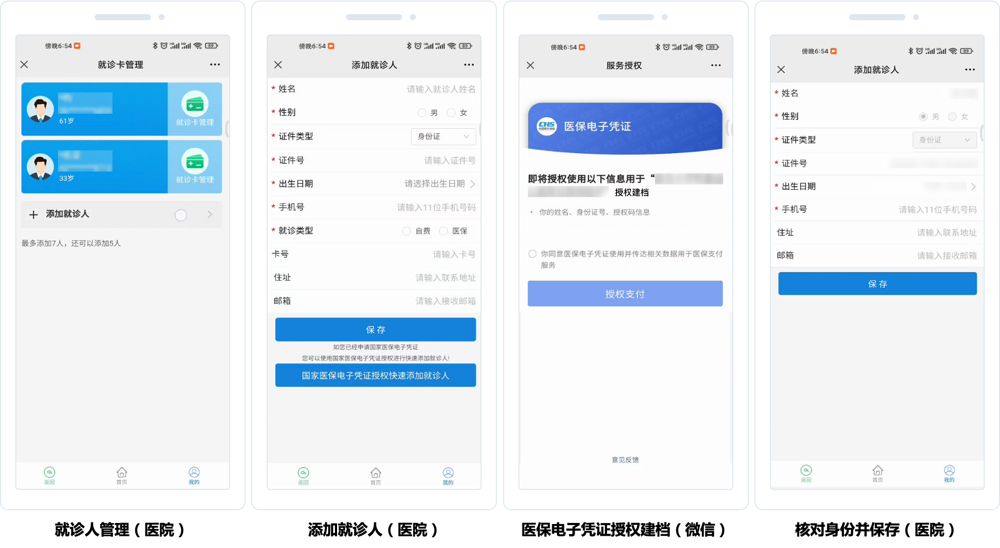 傍晚6:54
89
就诊卡管理
61岁
就诊卡管理
33岁
就诊卡管理
添加就诊人
最多添加7人，还可以添加5人
返回
首页
我的
就诊人管理（医院）
傍晚6:54
89
添加就诊人
* 姓名 请输入就诊人姓名
* 性别 男 女
* 证件类型 身份证
* 证件号 请输入证件号
* 出生日期 请选择出生日期
* 手机号 请输入11位手机号码
* 就诊类型 自费 医保
卡号 请输入卡号
住址 请输入联系地址
邮箱 请输入接收邮箱
保存
如您已经申请国家医保电子凭证
您可以使用国家医保电子凭证授权进行快速添加就诊人!
国家医保电子凭证授权快速添加就诊人
返回
首页
我的
添加就诊人（医院）
傍晚6:54
89
服务授权
CHS
中国医疗保障
医保电子凭证
即将授权使用以下信息用于“
” 授权建档
· 你的姓名、身份证号、授权码信息
你同意医保电子凭证使用并传达相关数据用于医保支付
服务
授权支付
意见反馈
医保电子凭证授权建档（微信）
傍晚6:54
89
添加就诊人
* 姓名
* 性别 男 女
* 证件类型 身份证
* 证件号
* 出生日期
* 手机号 请输入11位手机号码
住址 请输入联系地址
邮箱 请输入接收邮箱
保存
返回
首页
我的
核对身份并保存（医院）